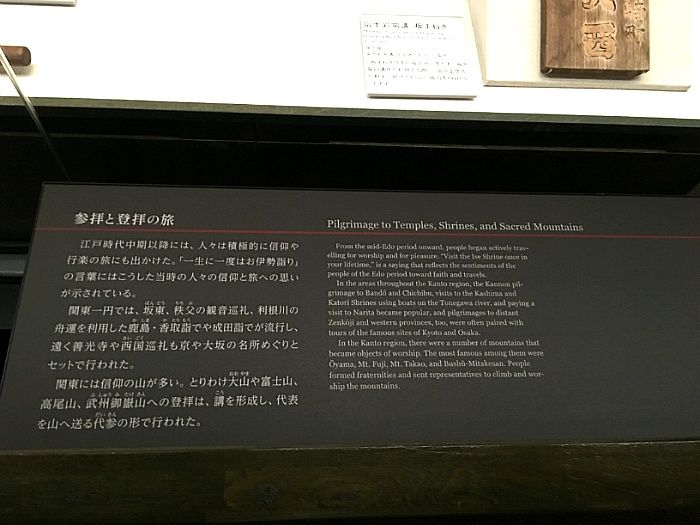 富士岩室講 板手拭き
参拝と登拝の旅
江戸時代中期以降には、人々は積極的に信仰や
行楽の旅にも出かけた。「一生に一度はお伊勢詣り」
の言葉にはこうした当時の人々の信仰と旅への思い
が示されている。
関東一円では、坂東、秩父の観音巡礼、利根川の
舟運を利用した鹿島・香取詣でや成田詣でが流行し、
遠く善光寺や西国巡礼も京や大坂の名所めぐりと
セットで行われた。
関東には信仰の山が多い。とりわけ大山や富士山、
高尾山、武州御嶽山への登拝は、講を形成し、代表
を山へ送る代参の形で行われた。
Pilgrimage to Temples, Shrines, and Sacred Mountains
From the mid-Edo period onward, people began actively trav-
elling for worship and for pleasure. "Visit the Ise Shrine once in
your lifetime," is a saying that reflects the sentiments of the
people of the Edo period toward faith and travels.
In the areas throughout the Kanto region, the Kannon pil-
grimage to Bandō and Chichibu, visits to the Kashima and
Katori Shrines using boats on the Tonegawa river, and paying a
visit to Narita became popular, and pilgrimages to distant
Zenkōji and western provinces, too, were often paired with
tours of the famous sites of Kyoto and Osaka.
In the Kanto region, there were a number of mountains that
became objects of worship. The most famous among them were
Ōyama, Mt. Fuji, Mt. Takao, and Bushū-Mitakesan. People
formed fraternities and sent representatives to climb and wor-
ship the mountains.